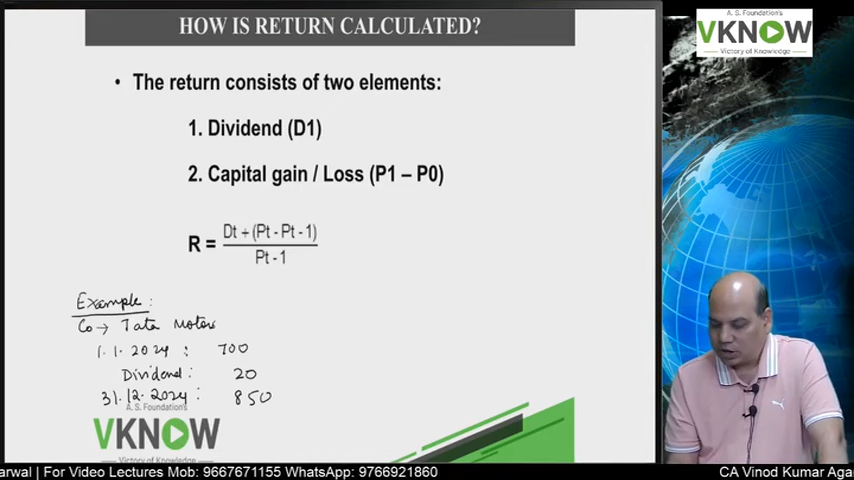 HOW IS RETURN CALCULATED?
A. S. Foundation's
VKNOW
Victory of Knowledge
• The return consists of two elements:
1. Dividend (D1)
2. Capital gain / Loss (P1 – P0)
R = Dt + (Pt - Pt - 1)
Pt - 1
Example:
Co → Tata Motors
1.1.2024 : 700
Dividend : 20
31.12.2024 : 850
A. S. Foundation's
VKNOW
Victory of Knowledge
arwal | For Video Lectures Mob: 9667671155 WhatsApp: 9766921860
CA Vinod Kumar Aga